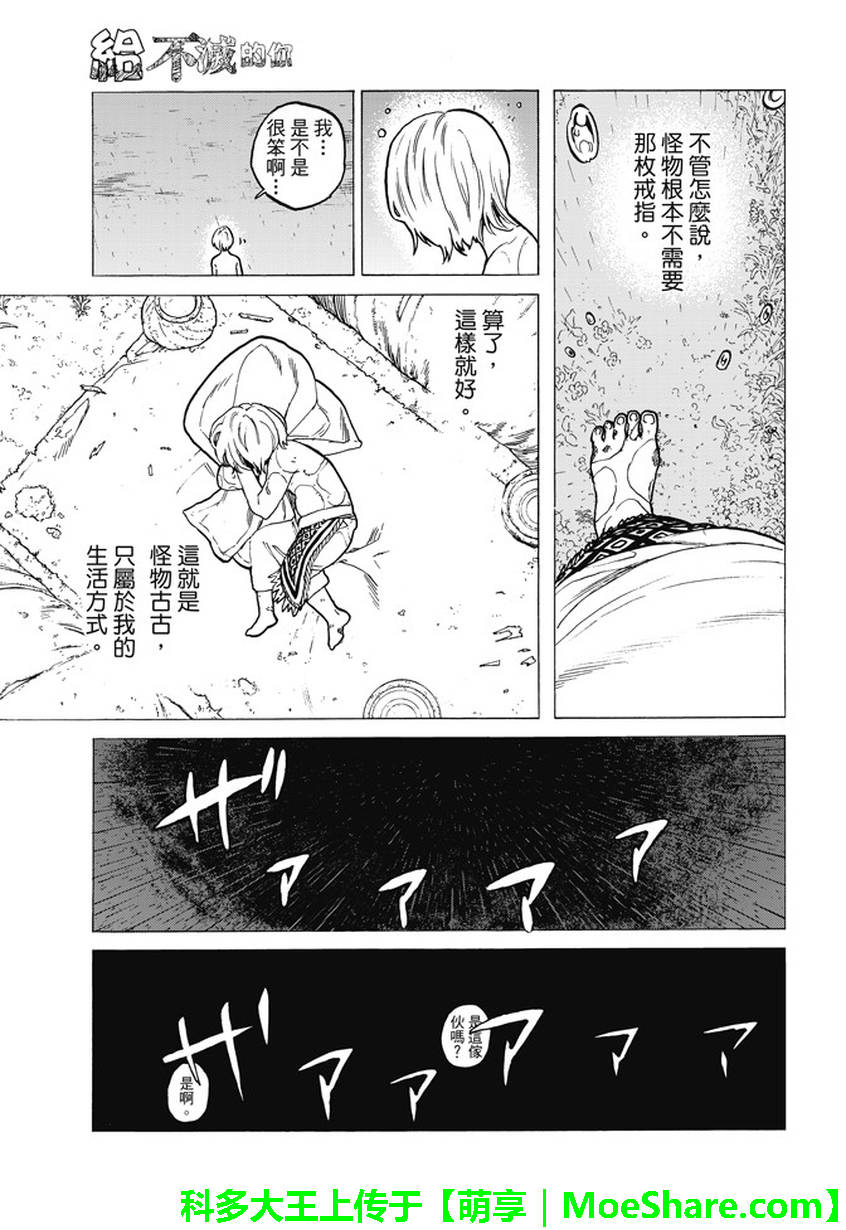 給不滅的你
不管怎麼說，
怪物根本不需要
那枚戒指。
我…
是不是
很笨啊…
算了，
這樣就好。
這就是
怪物古古，
只屬於我的
生活方式。
ザァァァァ
ザァァァァァ
是這傢
伙嗎？
是啊。
科多大王上传于【萌享｜MoeShare.com】